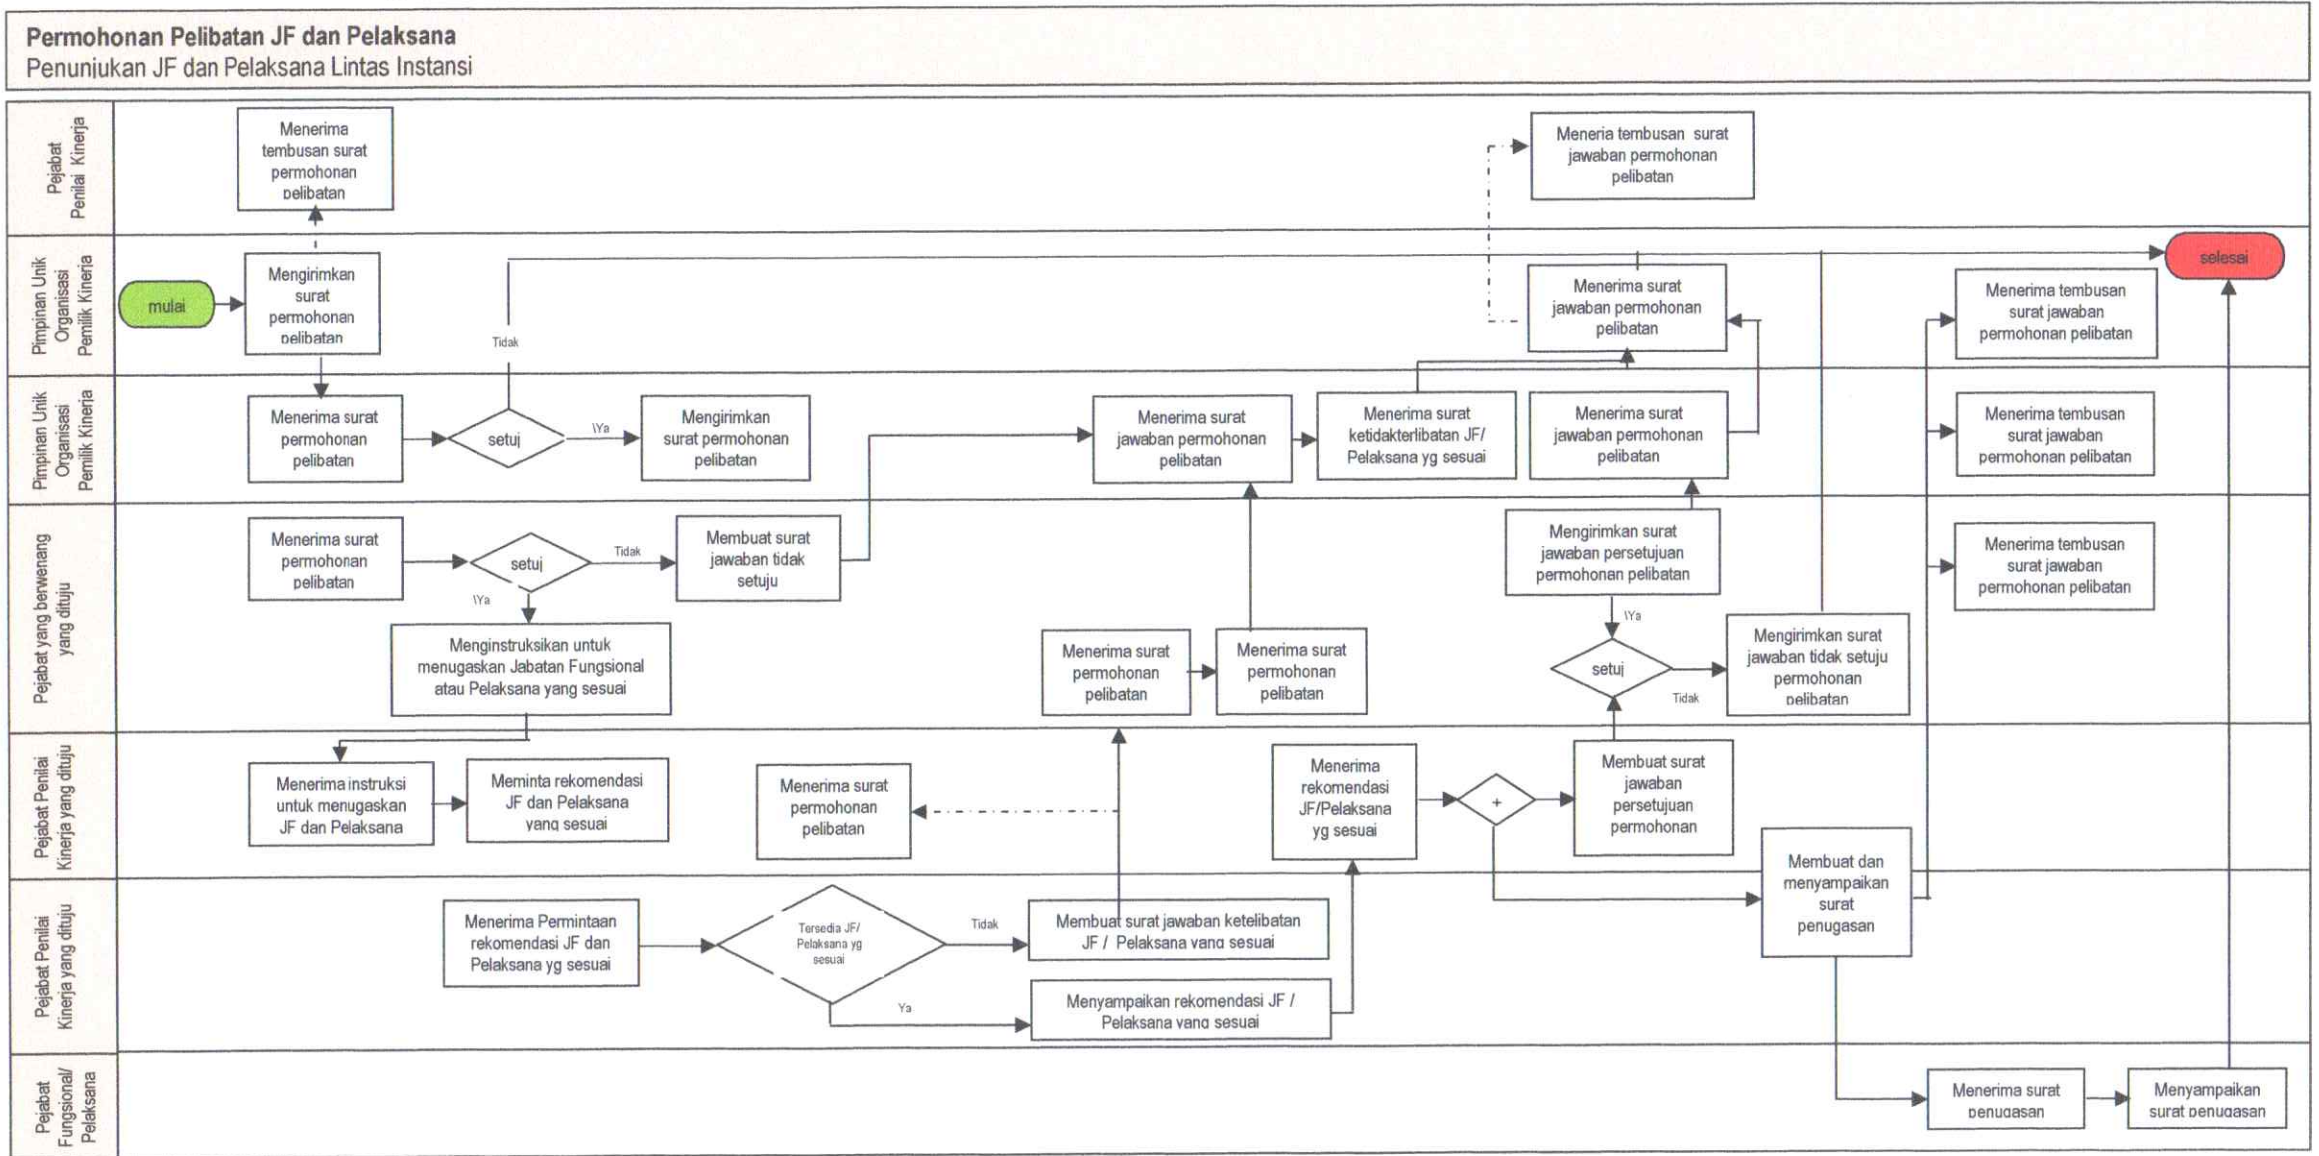 Permohonan Pelibatan JF dan Pelaksana
Penunjukan JF dan Pelaksana Lintas Instansi
Pejabat
Penilai Kinerja
Menerima
tembusan surat
permohonan
pelibatan
Meneria tembusan surat
jawaban permohonan
pelibatan
Pimpinan Unik
Organisasi
Pemilik Kinerja
mulai
Mengirimkan
surat
permohonan
pelibatan
Tidak
Menerima surat
jawaban permohonan
pelibatan
selesai
Menerima tembusan
surat jawaban
permohonan pelibatan
Pimpinan Unik
Organisasi
Pemilik Kinerja
Menerima surat
permohonan
pelibatan
setuj
\Ya
Mengirimkan
surat permohonan
pelibatan
Menerima surat
jawaban permohonan
pelibatan
Menerima surat
ketidakterlibatan JF/
Pelaksana yg sesuai
Menerima surat
jawaban permohonan
pelibatan
Menerima tembusan
surat jawaban
permohonan pelibatan
Pejabat yang berwenang
yang dituju
Menerima surat
permohonan
pelibatan
setuj
Tidak
\Ya
Membuat surat
jawaban tidak
setuju
Menginstruksikan untuk
menugaskan Jabatan Fungsional
atau Pelaksana yang sesuai
Menerima surat
permohonan
pelibatan
Menerima surat
permohonan
pelibatan
Mengirimkan surat
jawaban persetujuan
permohonan pelibatan
\Ya
setuj
Tidak
Mengirimkan surat
jawaban tidak setuju
permohonan
pelibatan
Menerima tembusan
surat jawaban
permohonan pelibatan
Pejabat Penilai
Kinerja yang dituju
Menerima instruksi
untuk menugaskan
JF dan Pelaksana
Meminta rekomendasi
JF dan Pelaksana
yang sesuai
Menerima surat
permohonan
pelibatan
Menerima
rekomendasi
JF/Pelaksana
yg sesuai
+
Membuat surat
jawaban
persetujuan
permohonan
Membuat dan
menyampaikan
surat
penugasan
Pejabat Penilai
Kinerja yang dituju
Menerima Permintaan
rekomendasi JF dan
Pelaksana yg sesuai
Tersedia JF/
Pelaksana yg
sesuai
Tidak
Membuat surat jawaban ketelibatan
JF / Pelaksana yang sesuai
Ya
Menyampaikan rekomendasi JF /
Pelaksana yang sesuai
Pejabat
Fungsional/
Pelaksana
Menerima surat
penugasan
Menyampaikan
surat penugasan